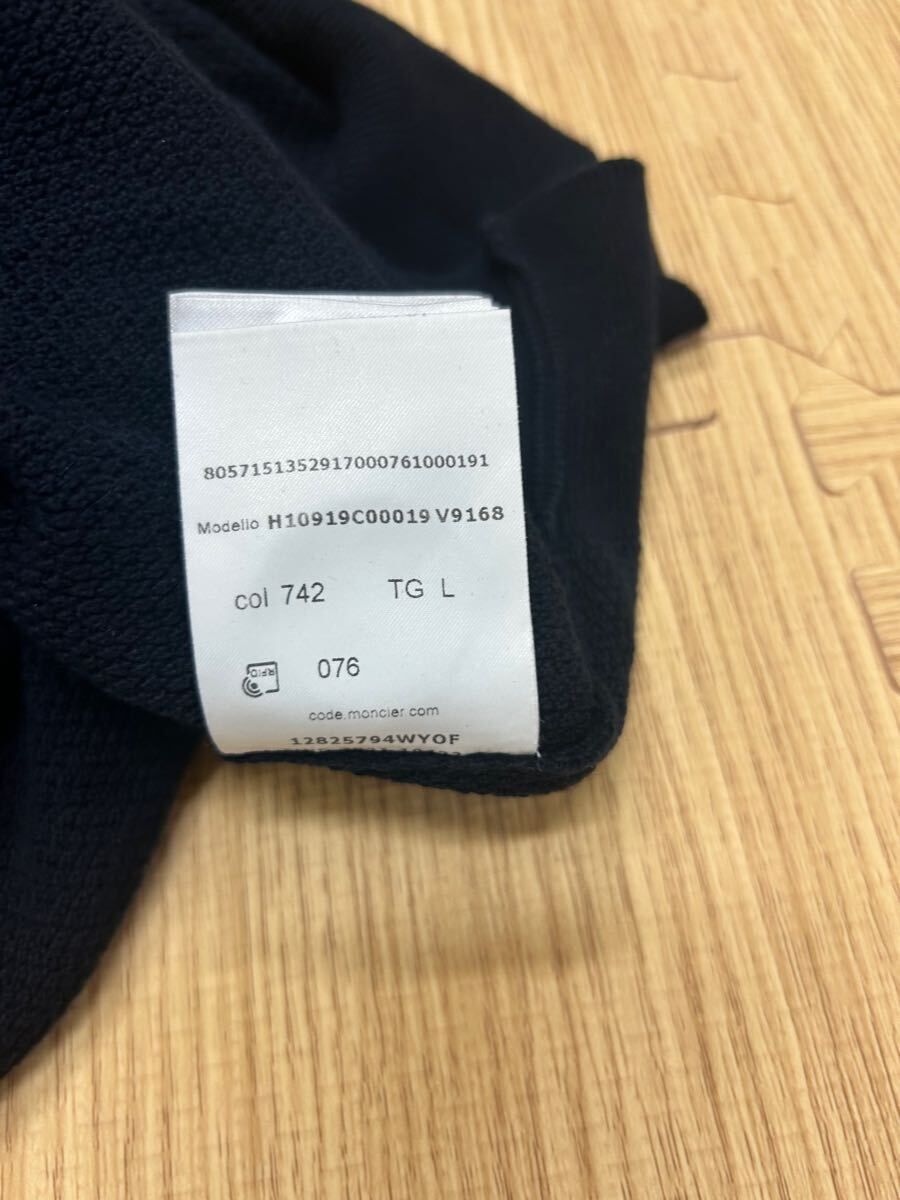 8057151352917000761000191
Modello H10919C00019 V9168
col 742 TG L
RFID 076
code.moncler.com
12825794WYOF